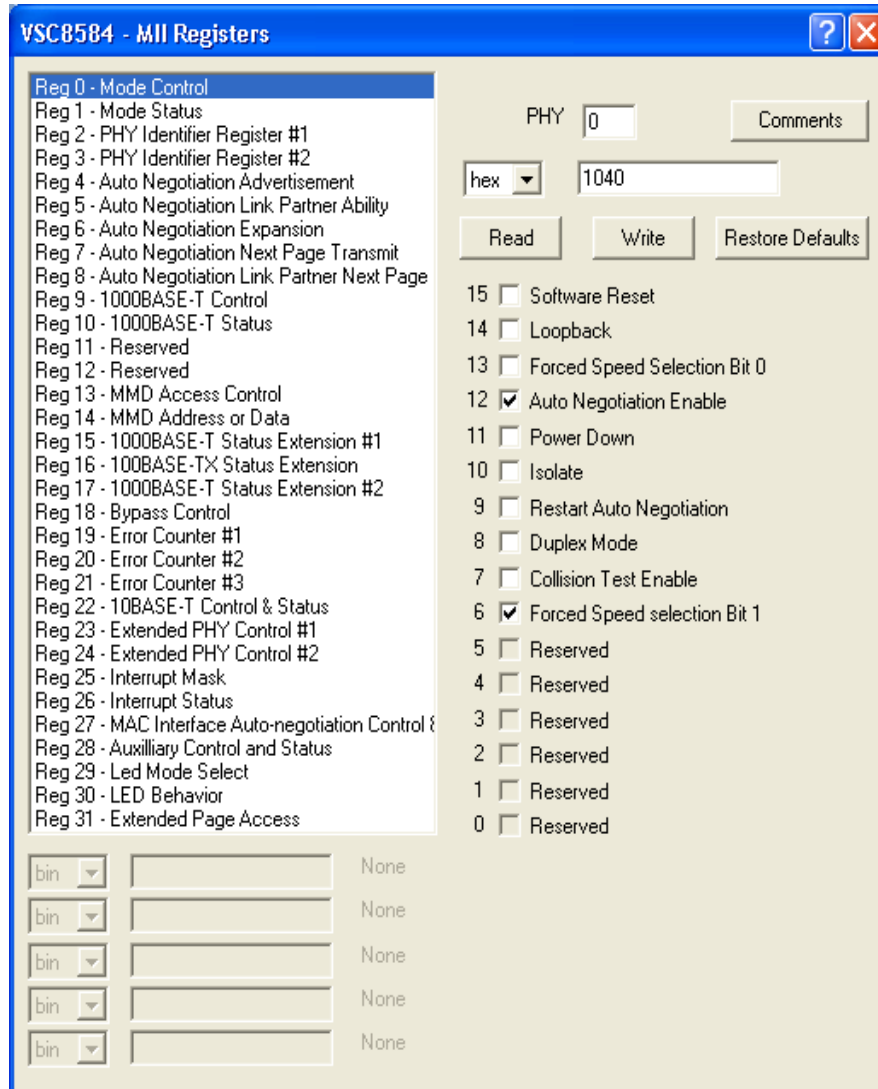 VSC8584 - MII Registers
Reg 0 - Mode Control
Reg 1 - Mode Status
Reg 2 - PHY Identifier Register #1
Reg 3 - PHY Identifier Register #2
Reg 4 - Auto Negotiation Advertisement
Reg 5 - Auto Negotiation Link Partner Ability
Reg 6 - Auto Negotiation Expansion
Reg 7 - Auto Negotiation Next Page Transmit
Reg 8 - Auto Negotiation Link Partner Next Page
Reg 9 - 1000BASE-T Control
Reg 10 - 1000BASE-T Status
Reg 11 - Reserved
Reg 12 - Reserved
Reg 13 - MMD Access Control
Reg 14 - MMD Address or Data
Reg 15 - 1000BASE-T Status Extension #1
Reg 16 - 100BASE-TX Status Extension
Reg 17 - 1000BASE-T Status Extension #2
Reg 18 - Bypass Control
Reg 19 - Error Counter #1
Reg 20 - Error Counter #2
Reg 21 - Error Counter #3
Reg 22 - 10BASE-T Control & Status
Reg 23 - Extended PHY Control #1
Reg 24 - Extended PHY Control #2
Reg 25 - Interrupt Mask
Reg 26 - Interrupt Status
Reg 27 - MAC Interface Auto-negotiation Control
Reg 28 - Auxilliary Control and Status
Reg 29 - Led Mode Select
Reg 30 - LED Behavior
Reg 31 - Extended Page Access
PHY 0 Comments
hex 1040
Read Write Restore Defaults
15 Software Reset
14 Loopback
13 Forced Speed Selection Bit 0
12 Auto Negotiation Enable
11 Power Down
10 Isolate
9 Restart Auto Negotiation
8 Duplex Mode
7 Collision Test Enable
6 Forced Speed selection Bit 1
5 Reserved
4 Reserved
3 Reserved
2 Reserved
1 Reserved
0 Reserved
bin None
bin None
bin None
bin None
bin None